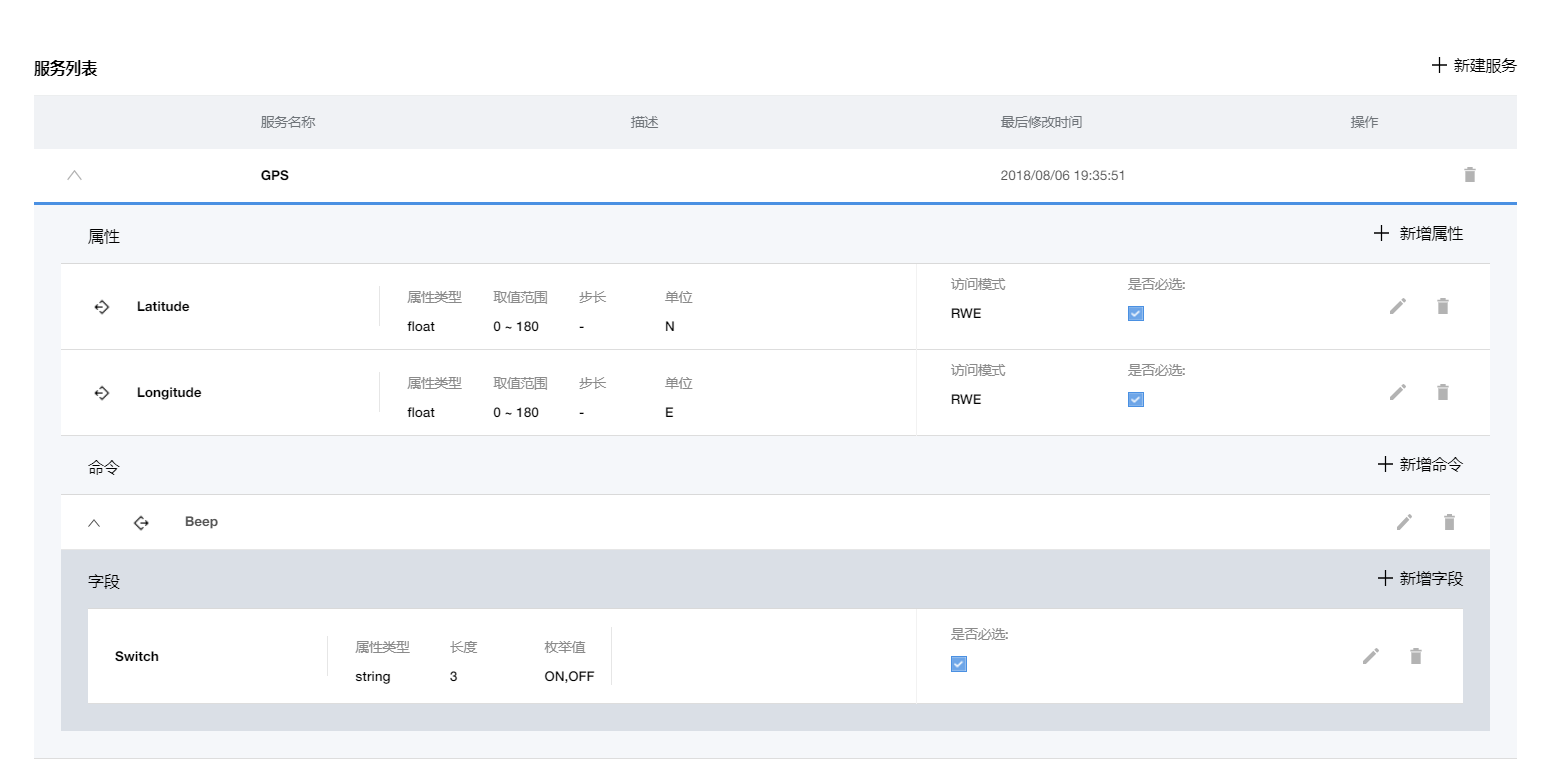 服务列表
新建服务
服务名称 描述 最后修改时间 操作
GPS 2018/08/06 19:35:51
属性
新增属性
Latitude
属性类型 取值范围 步长 单位
float 0 ~ 180 - N
访问模式 是否必选:
RWE
Longitude
属性类型 取值范围 步长 单位
float 0 ~ 180 - E
访问模式 是否必选:
RWE
命令
新增命令
Beep
字段
新增字段
Switch
属性类型 长度 枚举值
string 3 ON,OFF
是否必选: